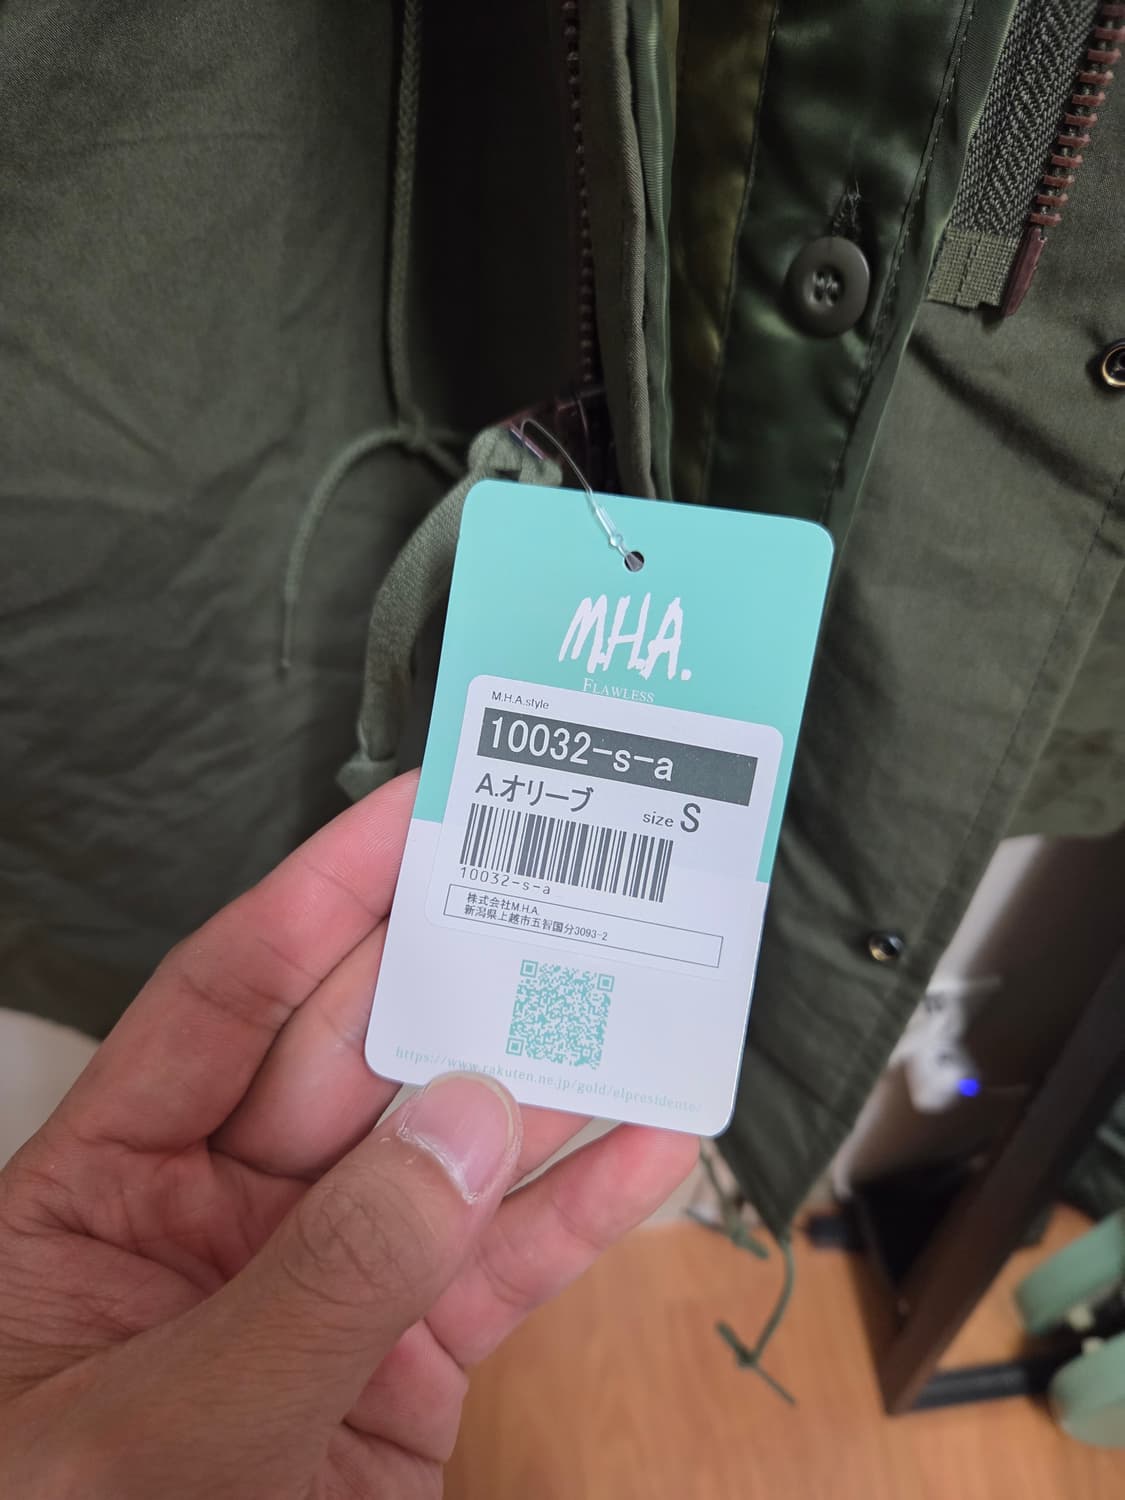 M.H.A.
FLAWLESS
M.H.A.style
10032-s-a
A.オリーブ
size S
10032-s-a
株式会社M.H.A.
新潟県上越市五智国分3093-2
https://www.rakuten.ne.jp/gold/elpresidente/